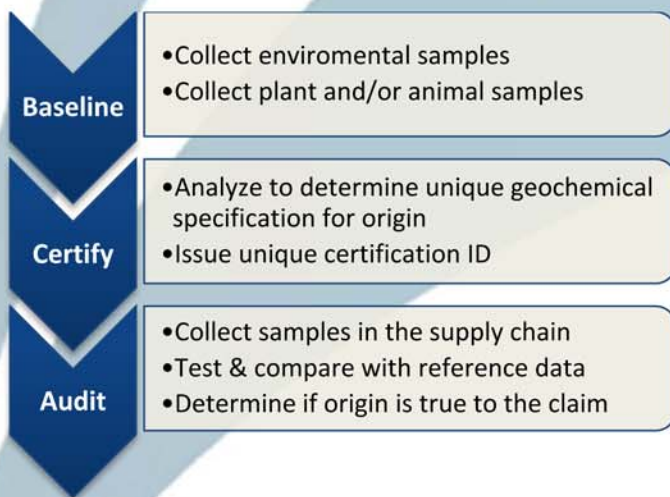 Baseline
•Collect enviromental samples
•Collect plant and/or animal samples
Certify
•Analyze to determine unique geochemical
specification for origin
•Issue unique certification ID
Audit
•Collect samples in the supply chain
•Test & compare with reference data
•Determine if origin is true to the claim